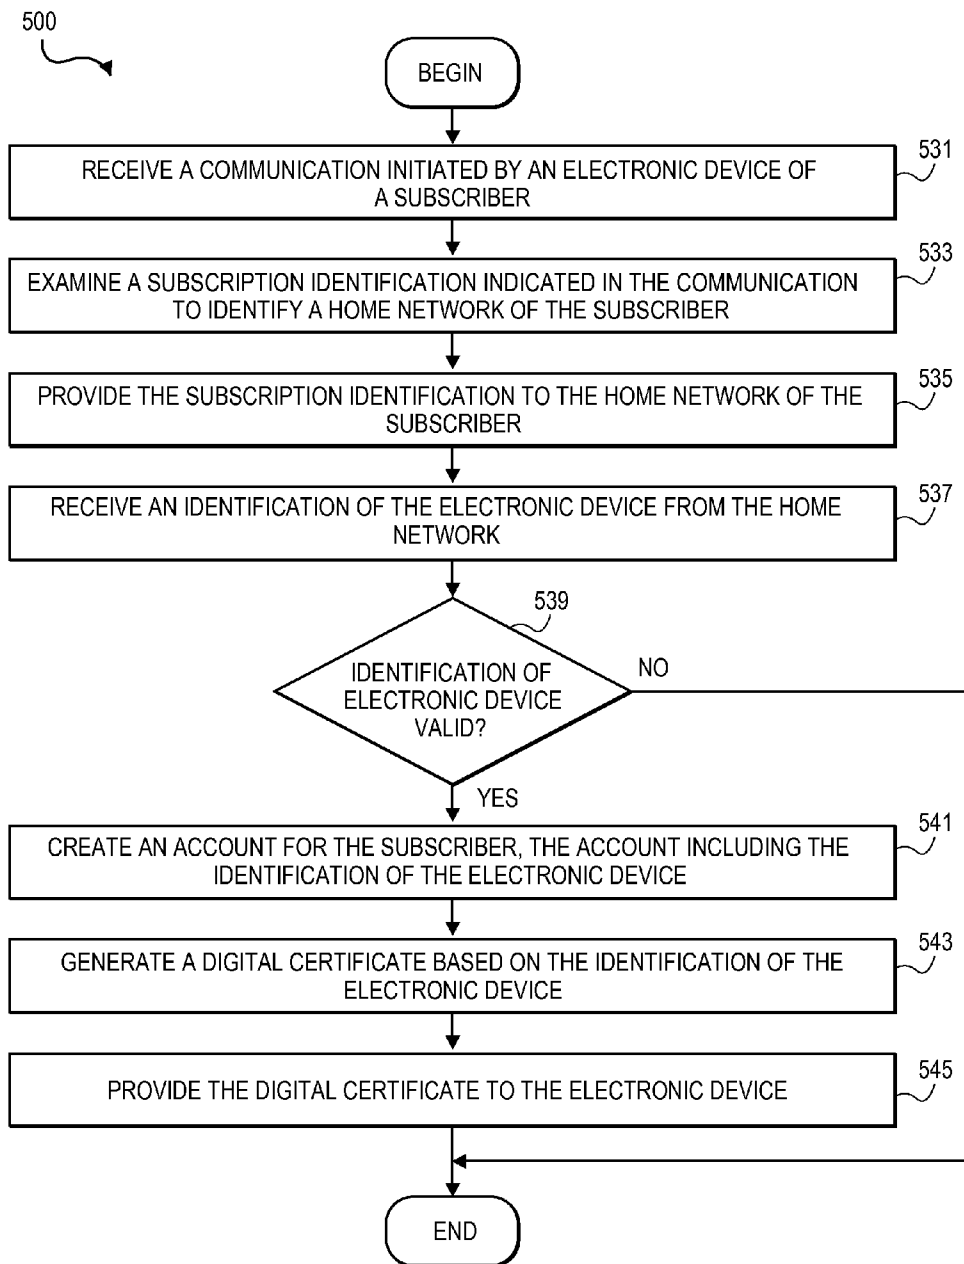 500
BEGIN
531
RECEIVE A COMMUNICATION INITIATED BY AN ELECTRONIC DEVICE OF
A SUBSCRIBER
533
EXAMINE A SUBSCRIPTION IDENTIFICATION INDICATED IN THE COMMUNICATION
TO IDENTIFY A HOME NETWORK OF THE SUBSCRIBER
535
PROVIDE THE SUBSCRIPTION IDENTIFICATION TO THE HOME NETWORK OF THE
SUBSCRIBER
537
RECEIVE AN IDENTIFICATION OF THE ELECTRONIC DEVICE FROM THE HOME
NETWORK
539
IDENTIFICATION OF
ELECTRONIC DEVICE
VALID?
NO
YES
541
CREATE AN ACCOUNT FOR THE SUBSCRIBER, THE ACCOUNT INCLUDING THE
IDENTIFICATION OF THE ELECTRONIC DEVICE
543
GENERATE A DIGITAL CERTIFICATE BASED ON THE IDENTIFICATION OF THE
ELECTRONIC DEVICE
545
PROVIDE THE DIGITAL CERTIFICATE TO THE ELECTRONIC DEVICE
END